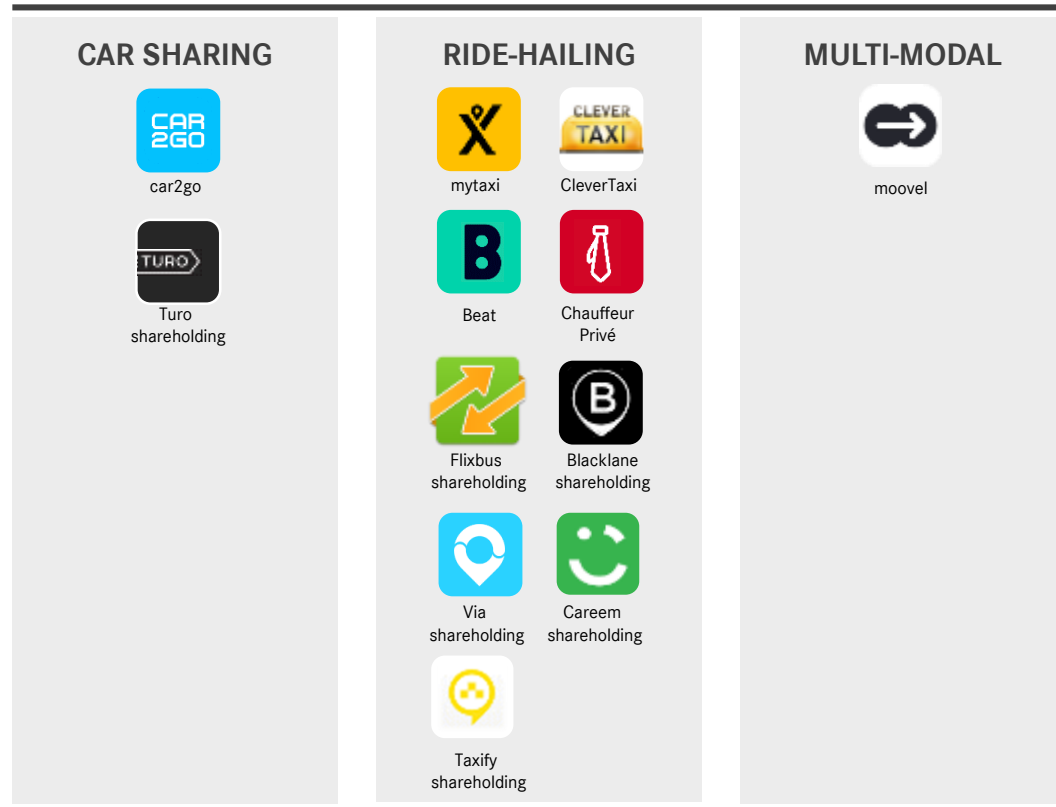 CAR SHARING
CAR
2GO
car2go
TURO
Turo
shareholding
RIDE-HAILING
mytaxi
CLEVER
TAXI
CleverTaxi
B
Beat
Chauffeur
Privé
Flixbus
shareholding
B
Blacklane
shareholding
Via
shareholding
Careem
shareholding
Taxify
shareholding
MULTI-MODAL
moovel